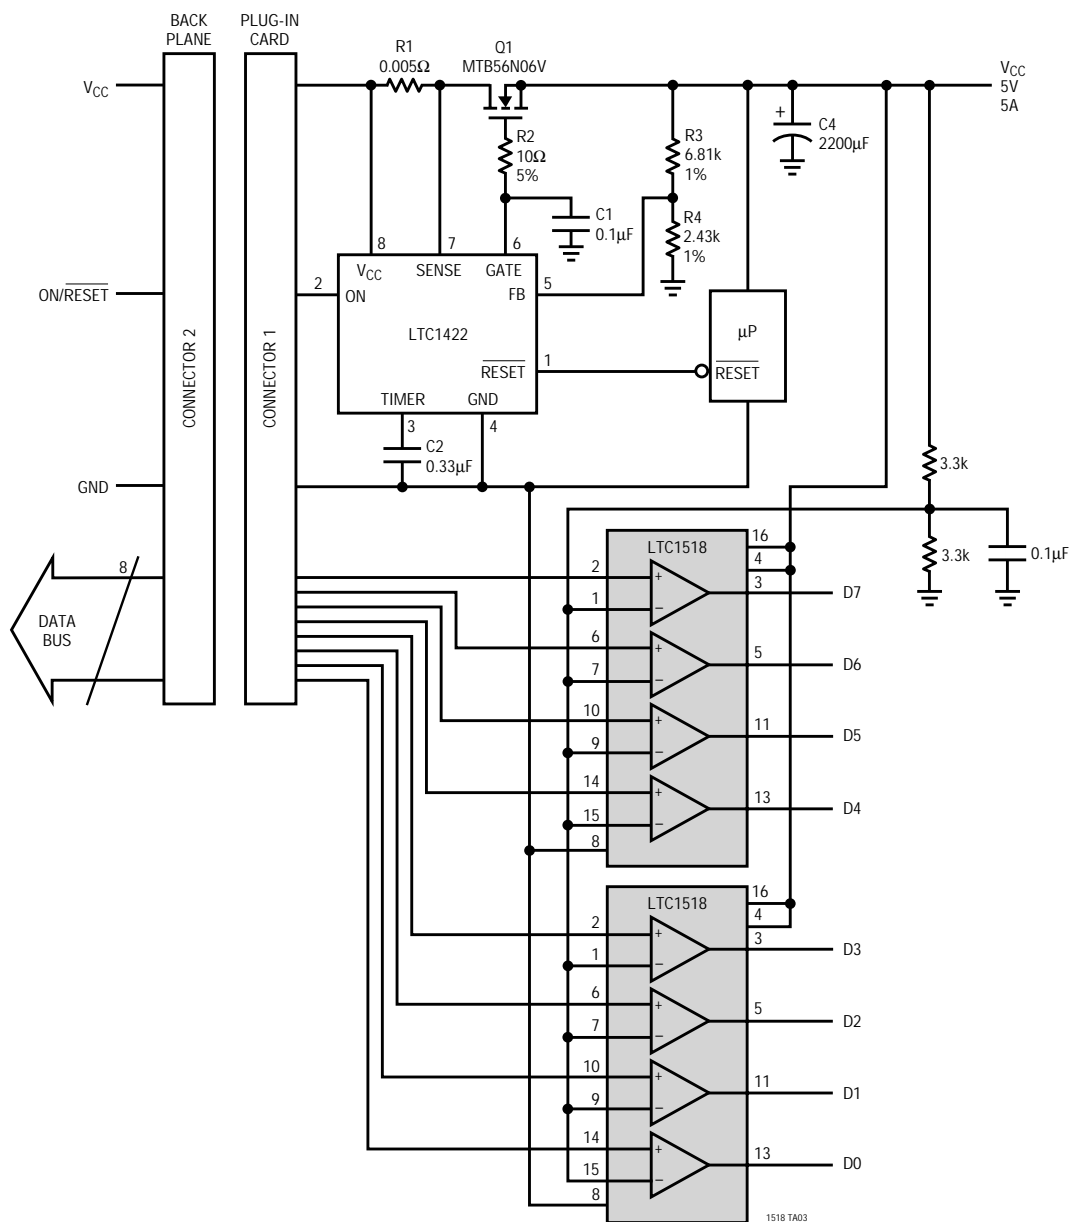 BACK
PLANE
PLUG-IN
CARD
R1
0.005Ω
Q1
MTB56N06V
VCC
VCC
5V
5A
+
C4
2200µF
R2
10Ω
5%
R3
6.81k
1%
C1
0.1µF
R4
2.43k
1%
8
7
6
VCC
SENSE
GATE
2
ON
FB
5
ON/RESET
LTC1422
µP
RESET
1
RESET
CONNECTOR 2
CONNECTOR 1
TIMER
GND
3
4
C2
0.33µF
3.3k
GND
3.3k
0.1µF
8
DATA
BUS
LTC1518
16
4
2
+
3
D7
1
−
6
+
5
D6
7
−
10
+
11
D5
9
−
14
+
13
D4
15
−
8
LTC1518
16
4
2
+
3
D3
1
−
6
+
5
D2
7
−
10
+
11
D1
9
−
14
+
13
D0
15
−
8
1518 TA03